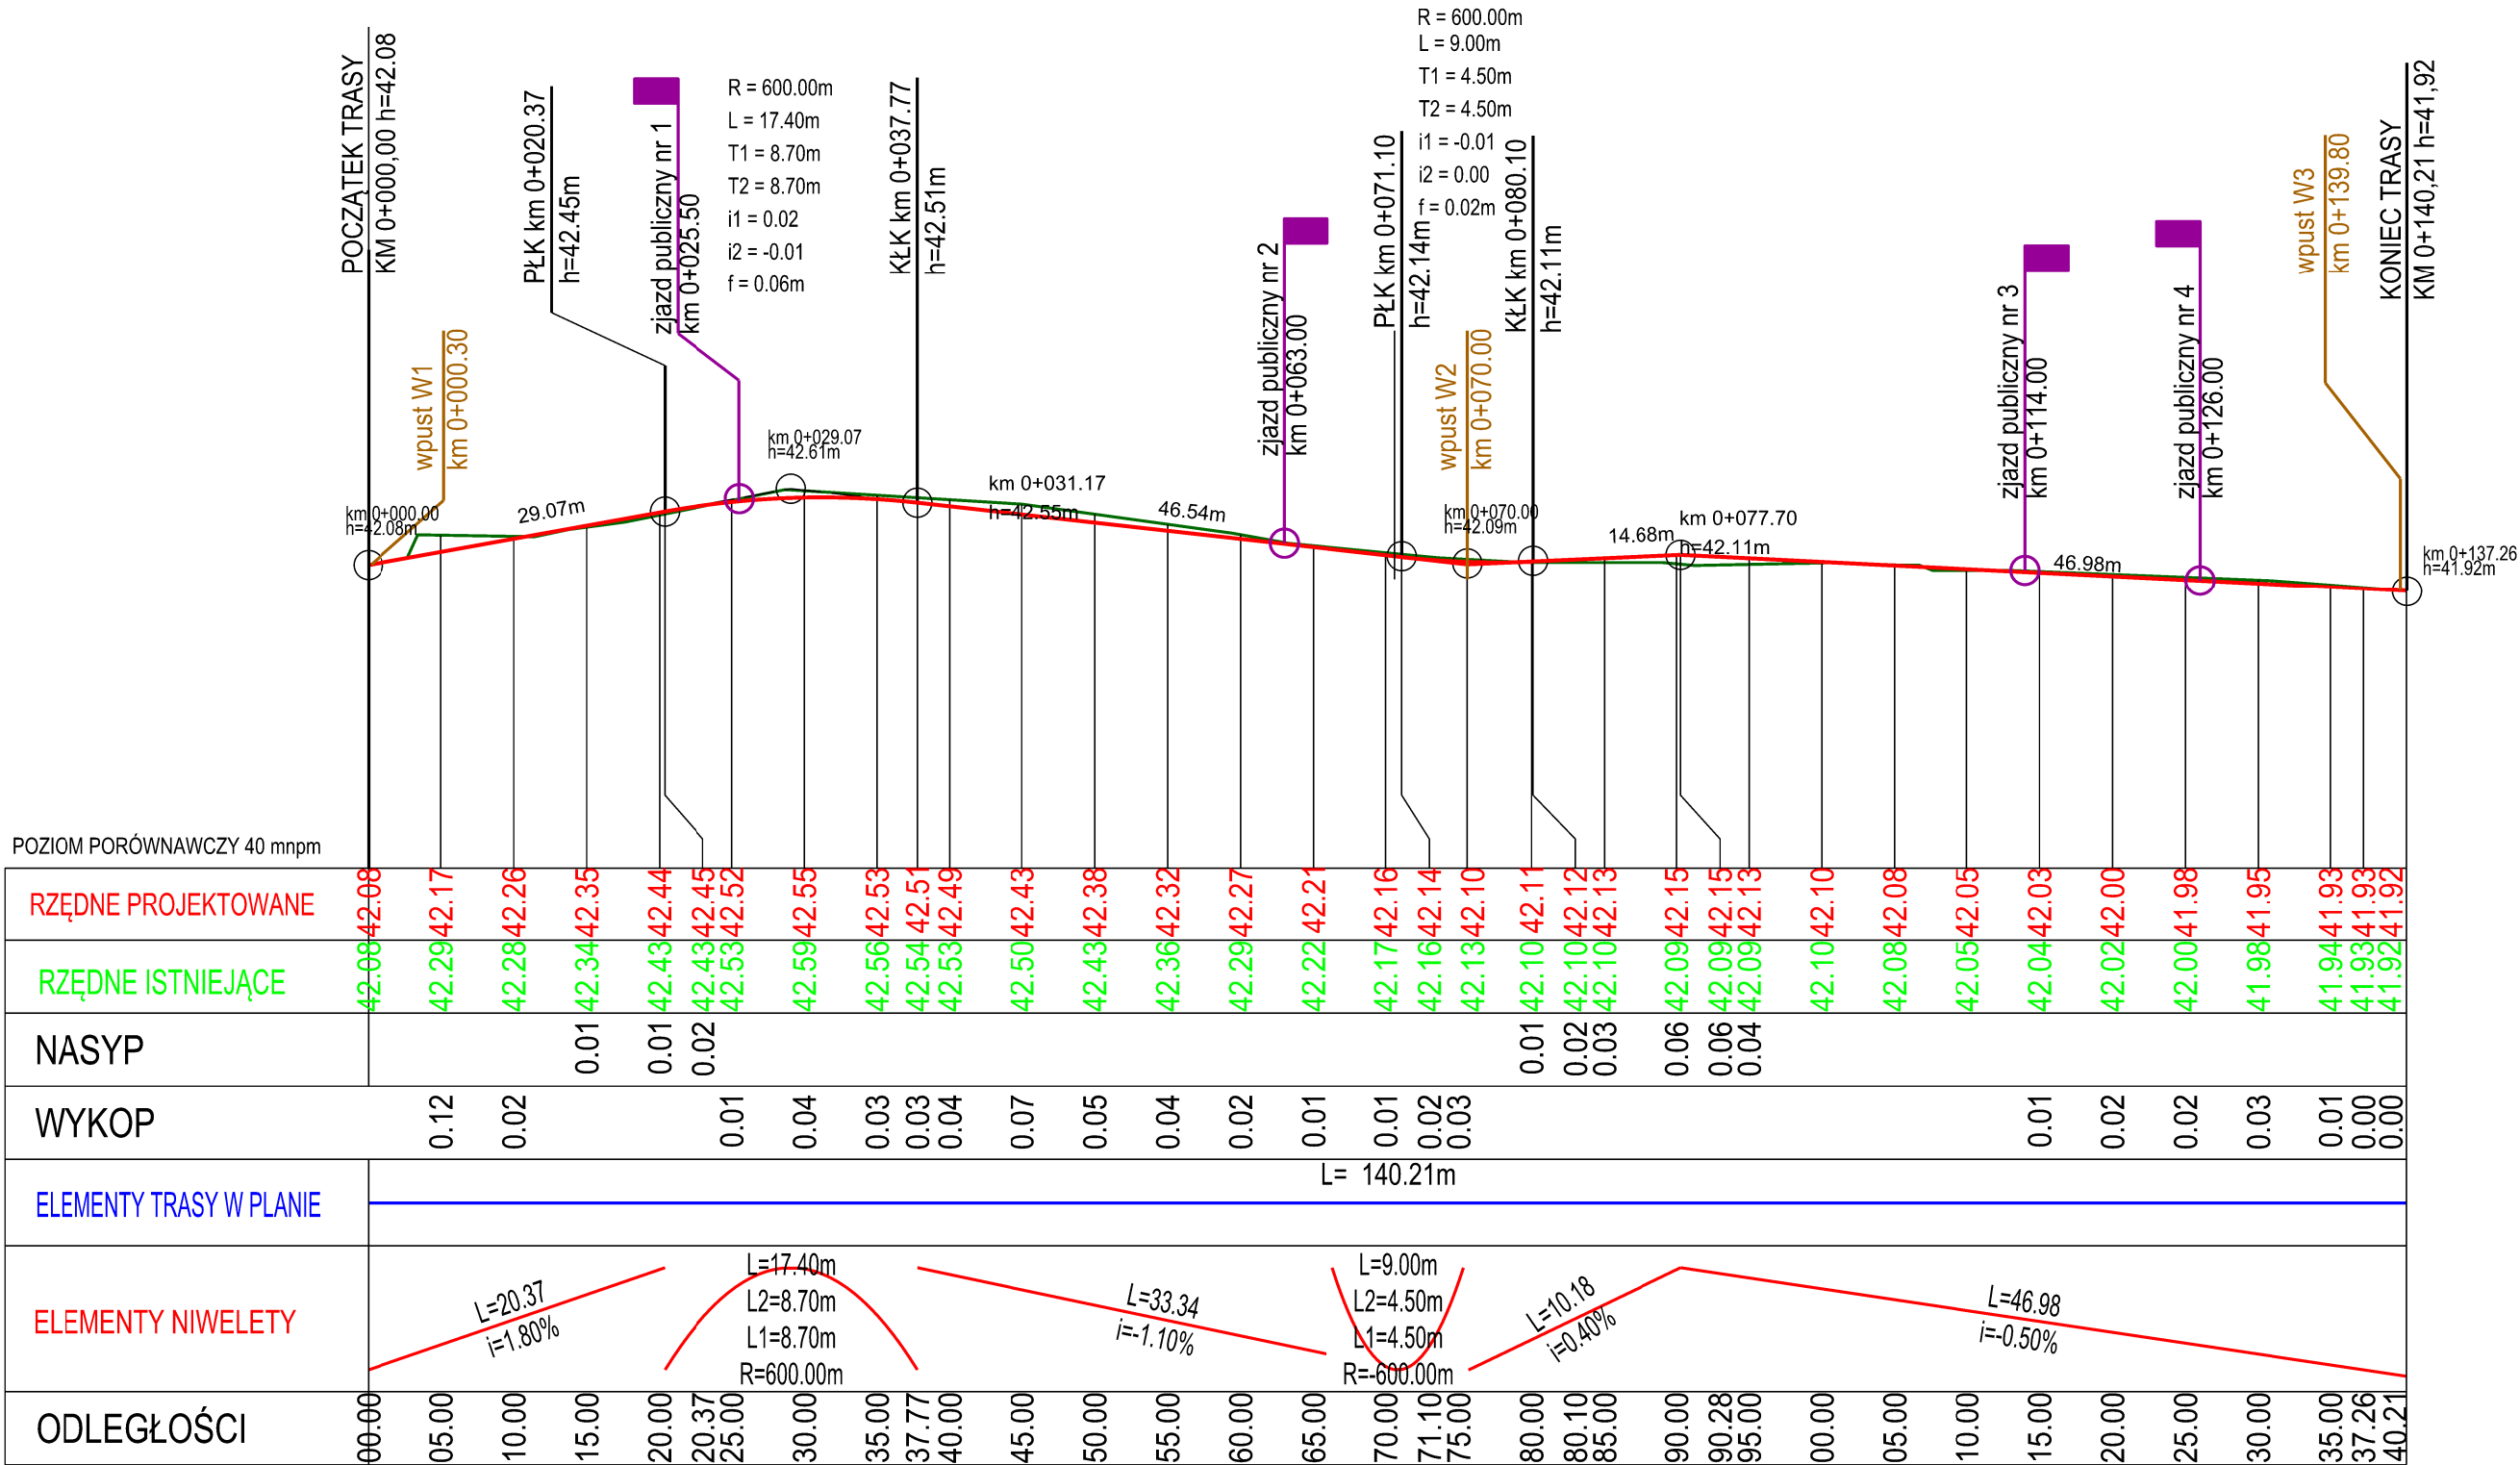 POCZĄTEK TRASY
KM 0+000,00 h=42.08
wpust W1
km 0+000.30
PŁK km 0+020.37
h=42.45m
zjazd publiczny nr 1
km 0+025.50
R = 600.00m
L = 17.40m
T1 = 8.70m
T2 = 8.70m
i1 = 0.02
i2 = -0.01
f = 0.06m
KŁK km 0+037.77
h=42.51m
zjazd publiczny nr 2
km 0+063.00
PŁK km 0+071.10
h=42.14m
R = 600.00m
L = 9.00m
T1 = 4.50m
T2 = 4.50m
i1 = -0.01
i2 = 0.00
f = 0.02m
wpust W2
km 0+070.00
KŁK km 0+080.10
h=42.11m
zjazd publiczny nr 3
km 0+114.00
zjazd publiczny nr 4
km 0+126.00
wpust W3
km 0+139.80
KONIEC TRASY
KM 0+140,21 h=41,92
km 0+000.00
h=42.08m
29.07m
km 0+029.07
h=42.61m
km 0+031.17
h=42.55m
46.54m
km 0+070.00
h=42.09m
14.68m
km 0+077.70
h=42.11m
46.98m
km 0+137.26
h=41.92m
POZIOM PORÓWNAWCZY 40 mnpm
RZĘDNE PROJEKTOWANE 42.08 42.17 42.26 42.35 42.44 42.45 42.52 42.55 42.53 42.51 42.49 42.43 42.38 42.32 42.27 42.21 42.16 42.14 42.10 42.11 42.12 42.13 42.15 42.15 42.13 42.10 42.08 42.05 42.03 42.00 41.98 41.95 41.93 41.93 41.92
RZĘDNE ISTNIEJĄCE 42.08 42.29 42.28 42.34 42.43 42.43 42.53 42.59 42.56 42.54 42.53 42.50 42.43 42.36 42.29 42.22 42.17 42.16 42.13 42.10 42.10 42.10 42.09 42.09 42.09 42.10 42.08 42.05 42.04 42.02 42.00 41.98 41.94 41.93 41.92
NASYP 0.01 0.01 0.02 0.01 0.02 0.03 0.06 0.06 0.04
WYKOP 0.12 0.02 0.01 0.04 0.03 0.03 0.04 0.07 0.05 0.04 0.02 0.01 0.01 0.02 0.03 0.01 0.02 0.02 0.03 0.01 0.00 0.00
ELEMENTY TRASY W PLANIE
L= 140.21m
ELEMENTY NIWELETY
L=20.37
i=1.80%
L=17.40m
L2=8.70m
L1=8.70m
R=600.00m
L=33.34
i=-1.10%
L=9.00m
L2=4.50m
L1=4.50m
R=-600.00m
L=10.18
i=0.40%
L=46.98
i=-0.50%
ODLEGŁOŚCI 00.00 05.00 10.00 15.00 20.00 20.37 25.00 30.00 35.00 37.77 40.00 45.00 50.00 55.00 60.00 65.00 70.00 71.10 75.00 80.00 80.10 85.00 90.00 90.28 95.00 00.00 05.00 10.00 15.00 20.00 25.00 30.00 35.00 37.26 40.21